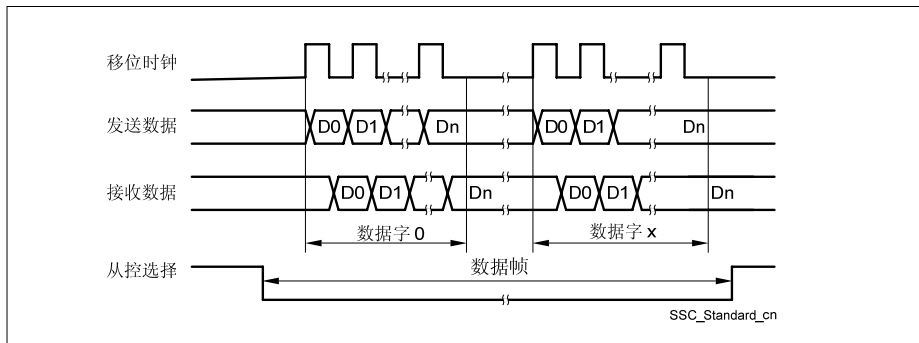 移位时钟
发送数据
D0 D1 Dn D0 D1 Dn
接收数据
D0 D1 Dn D0 D1 Dn
数据字 0 数据字 x
从控选择
数据帧
SSC_Standard_cn